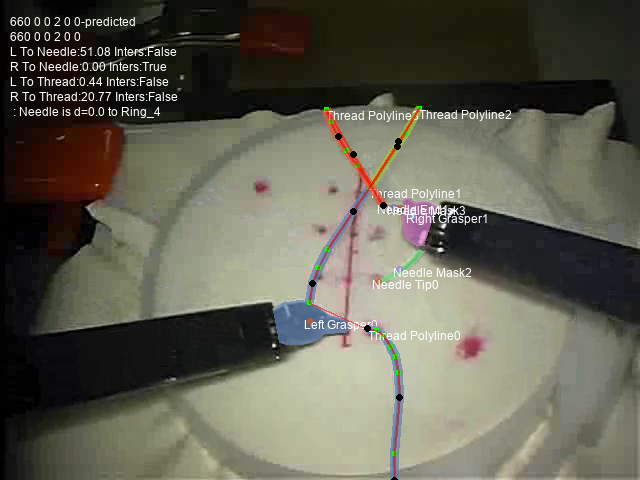 660 0 0 2 0 0-predicted
660 0 0 2 0 0
L To Needle:51.08 Inters:False
R To Needle:0.00 Inters:True
L To Thread:0.44 Inters:False
R To Thread:20.77 Inters:False
: Needle is d=0.0 to Ring_4
Thread Polyline
Thread Polyline2
Thread Polyline1
Right Grasper1
Needle Mask2
Needle Tip0
Left Grasper0
Thread Polyline0